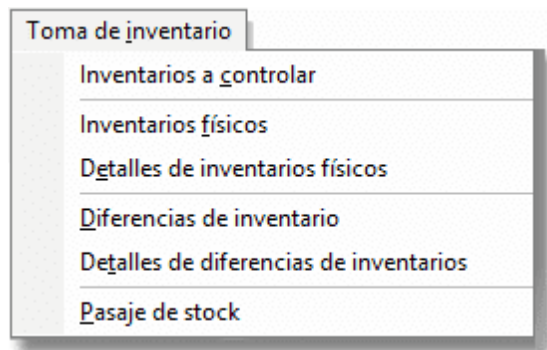 Toma de inventario
Inventarios a controlar
Inventarios físicos
Detalles de inventarios físicos
Diferencias de inventario
Detalles de diferencias de inventarios
Pasaje de stock